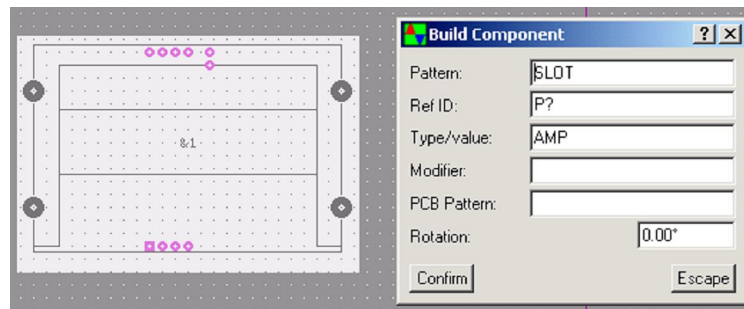 &1
Build Component
? ×
Pattern: SLOT
Ref ID: P?
Type/value: AMP
Modifier:
PCB Pattern:
Rotation: 0.00°
Confirm Escape